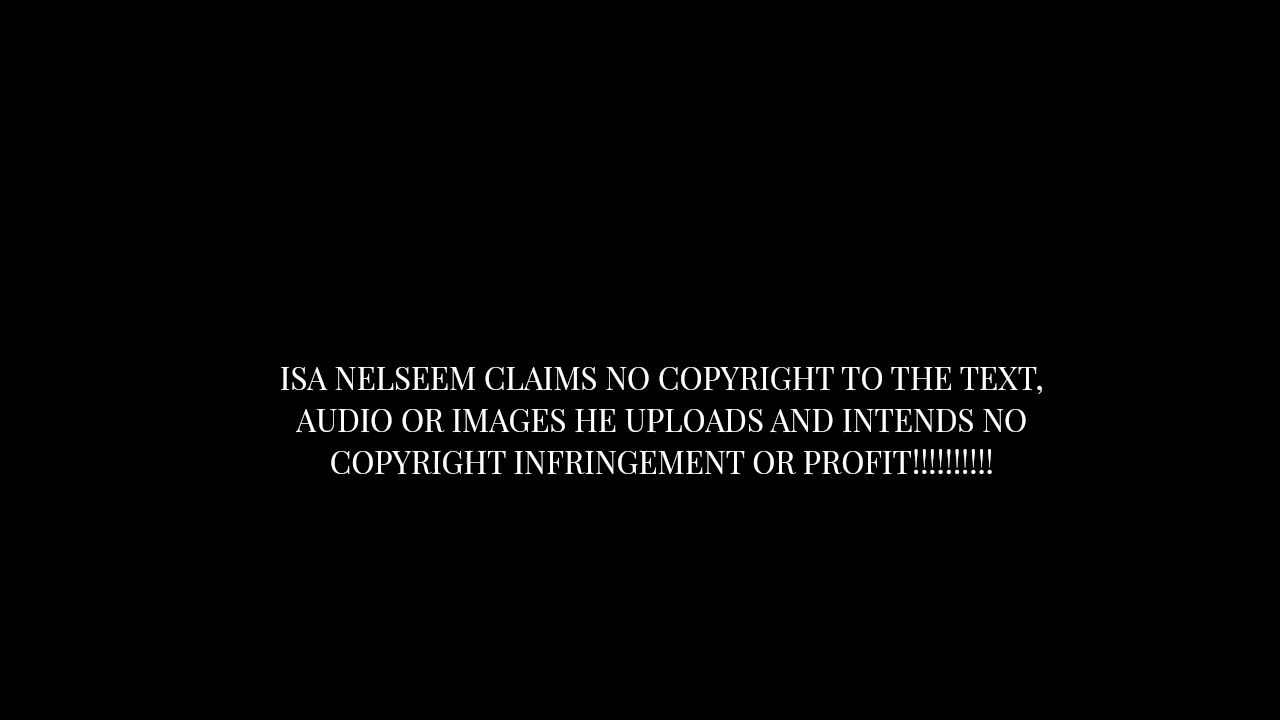 ISA NELSEEM CLAIMS NO COPYRIGHT TO THE TEXT,
AUDIO OR IMAGES HE UPLOADS AND INTENDS NO
COPYRIGHT INFRINGEMENT OR PROFIT!!!!!!!!!!